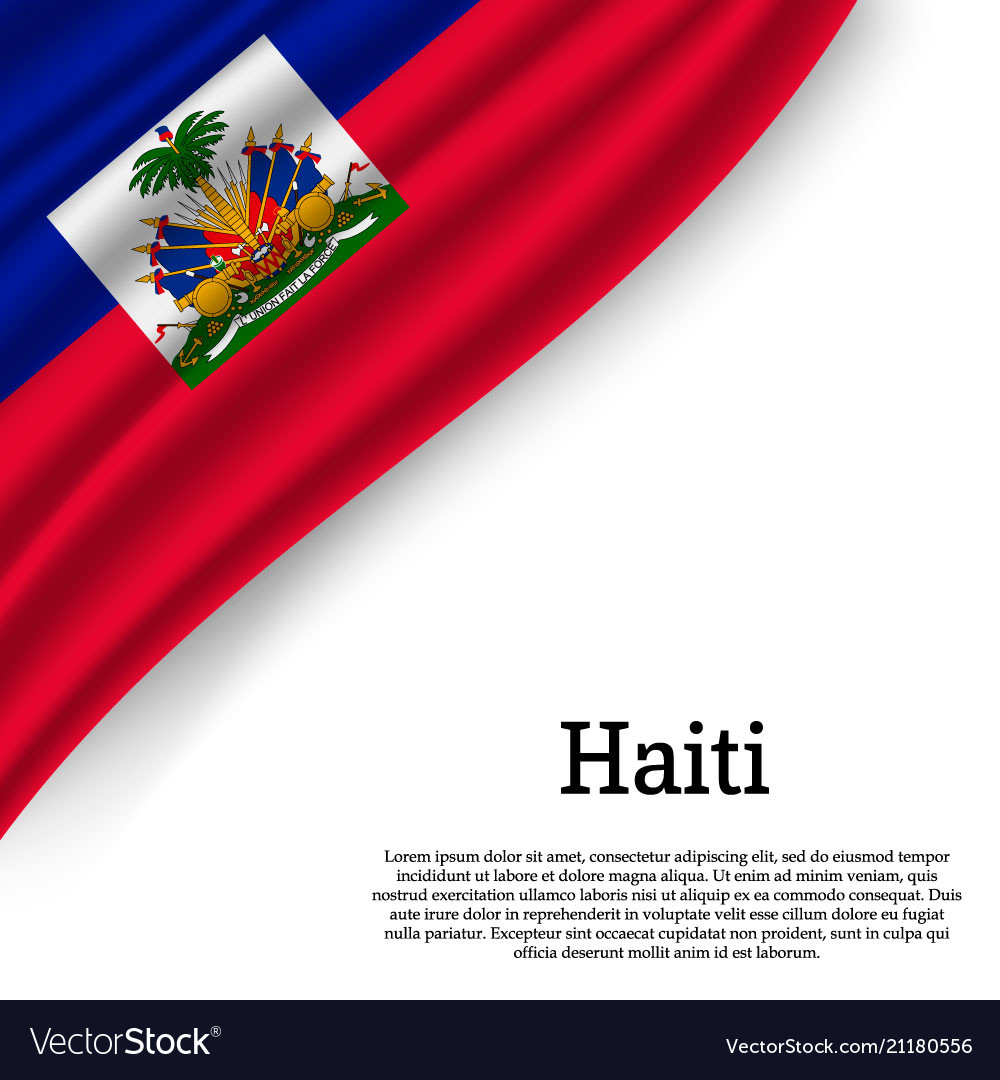 L'UNION FAIT LA FORCE
Haiti
Lorem ipsum dolor sit amet, consectetur adipiscing elit, sed do eiusmod tempor
incididunt ut labore et dolore magna aliqua. Ut enim ad minim veniam, quis
nostrud exercitation ullamco laboris nisi ut aliquip ex ea commodo consequat. Duis
aute irure dolor in reprehenderit in voluptate velit esse cillum dolore eu fugiat
nulla pariatur. Excepteur sint occaecat cupidatat non proident, sunt in culpa qui
officia deserunt mollit anim id est laborum.
VectorStock®
VectorStock.com/21180556